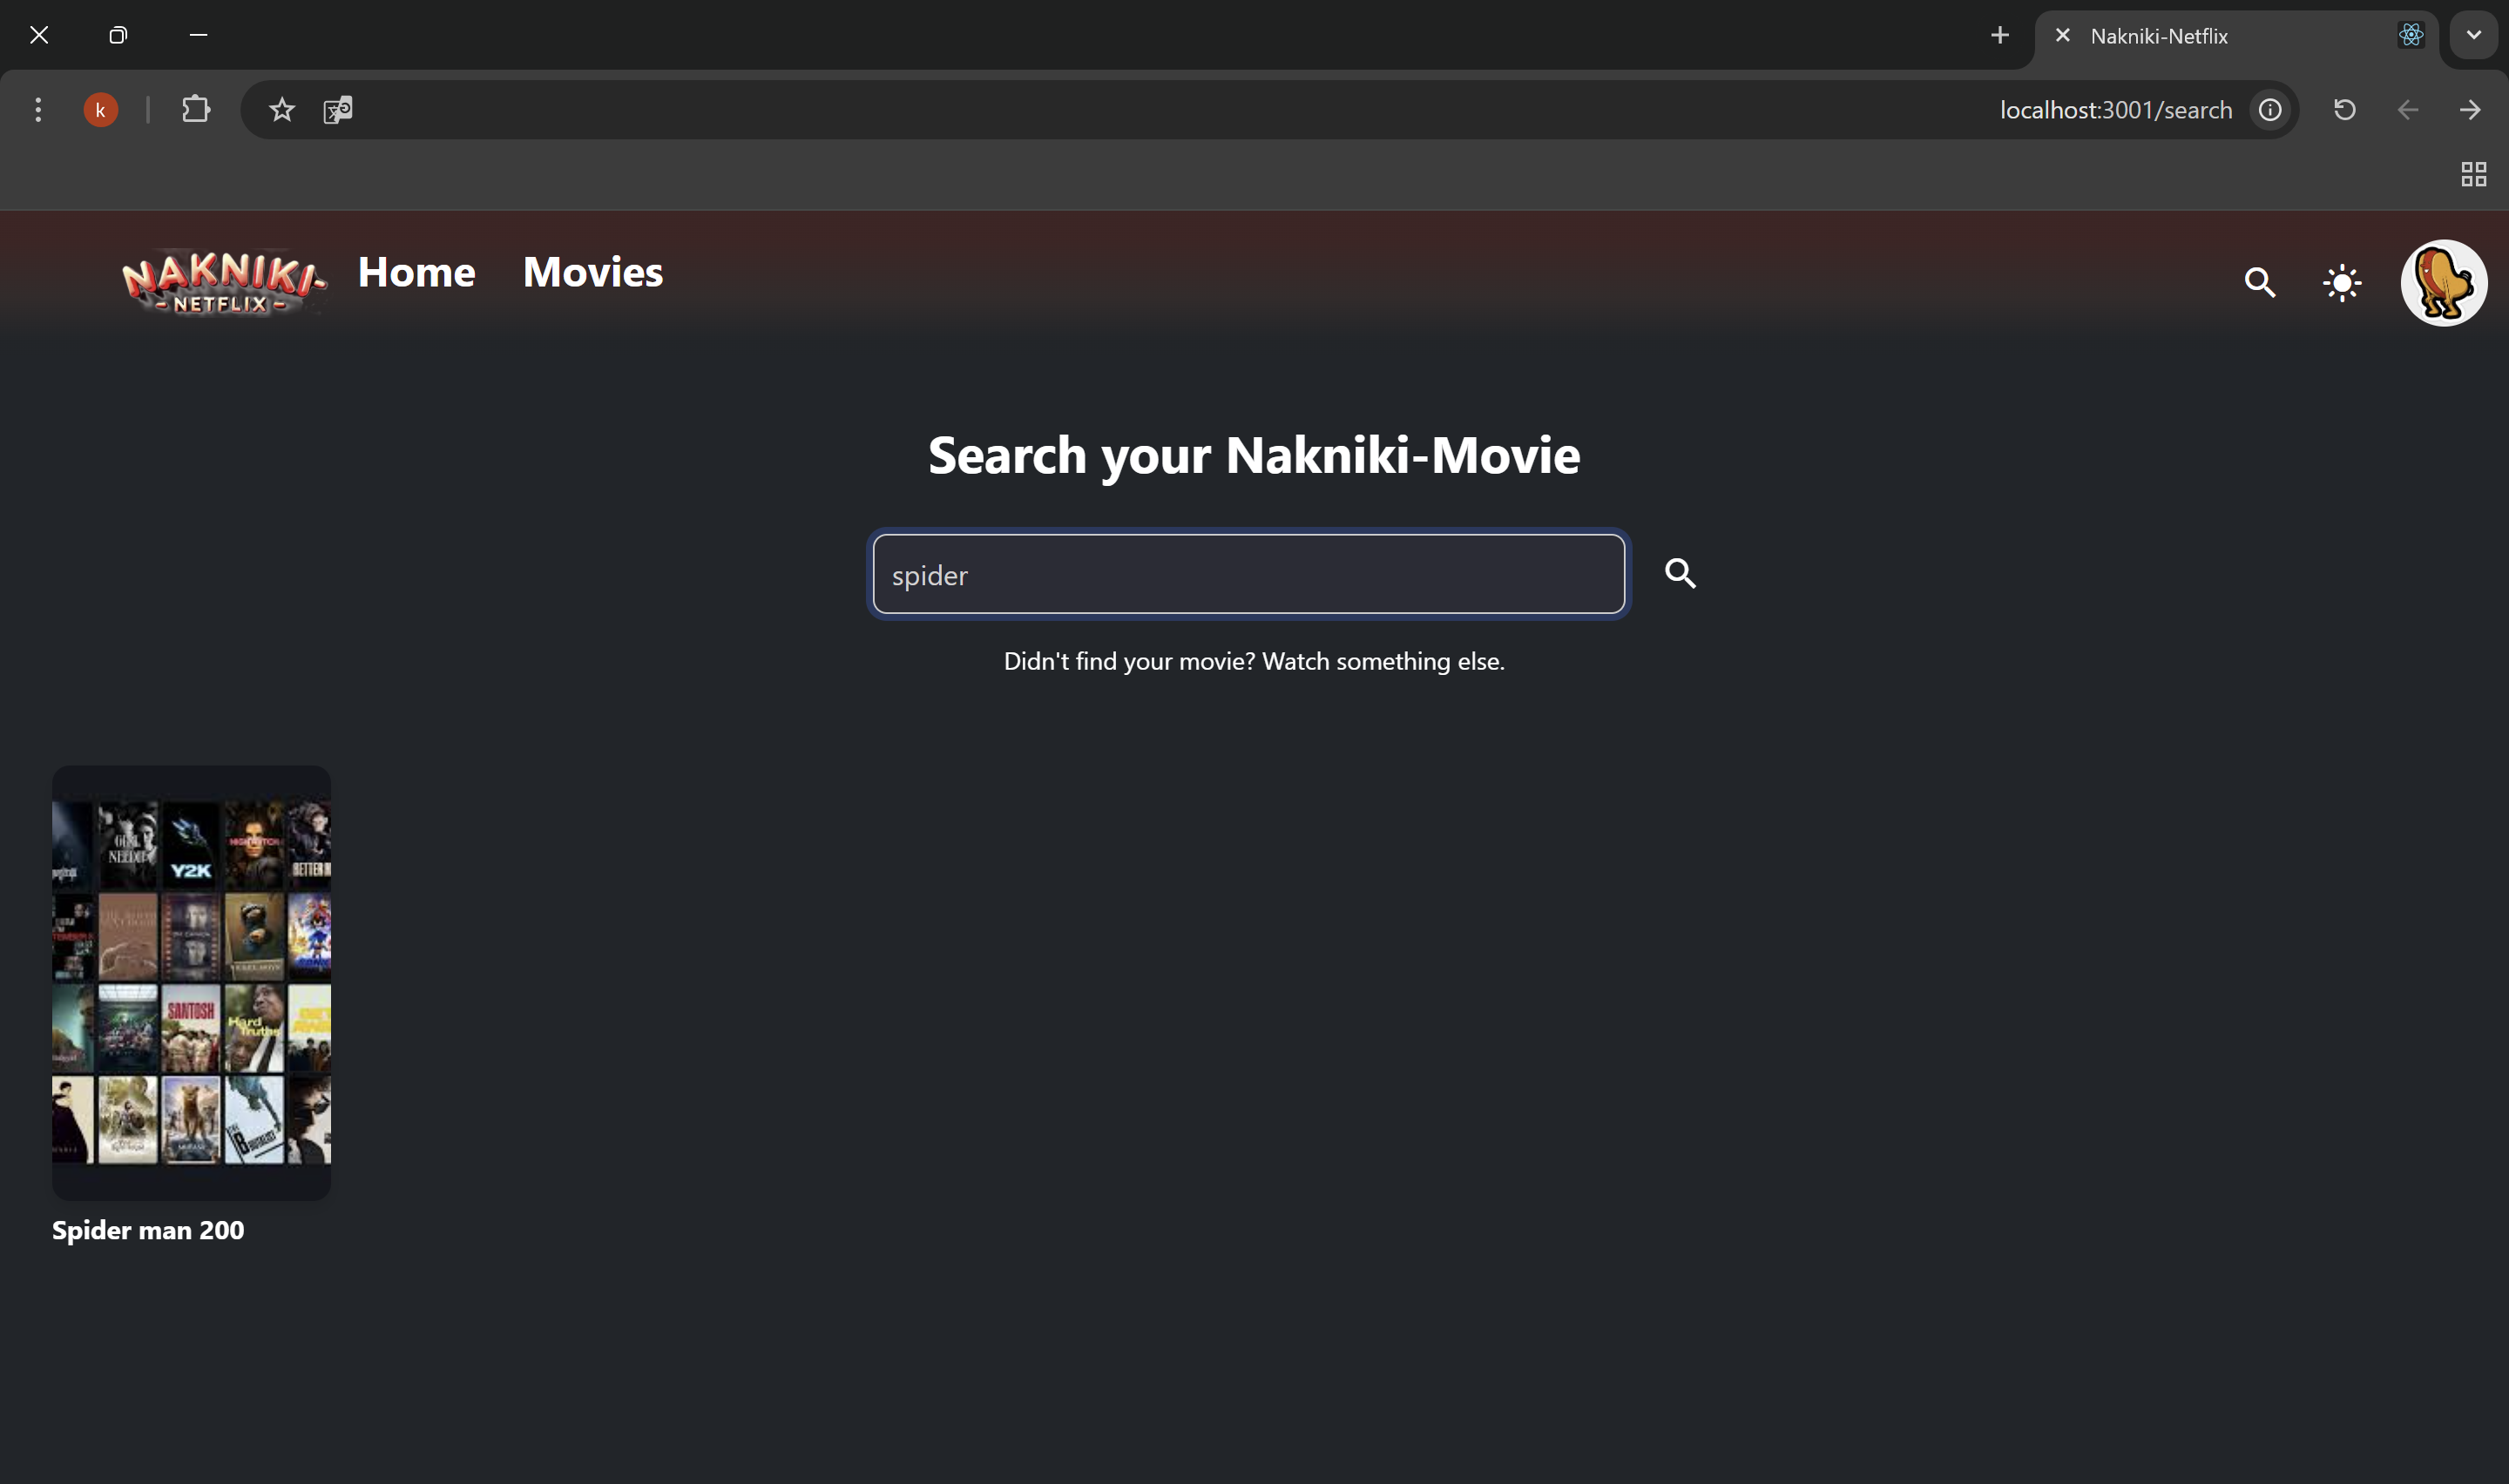 Nakniki-Netflix
k
localhost:3001/search
NAKNIKI-
-NETFLIX-
Home
Movies
Search your Nakniki-Movie
spider
Didn't find your movie? Watch something else.
Y2K
SANTOSH
Hard
Truths
Spider man 200